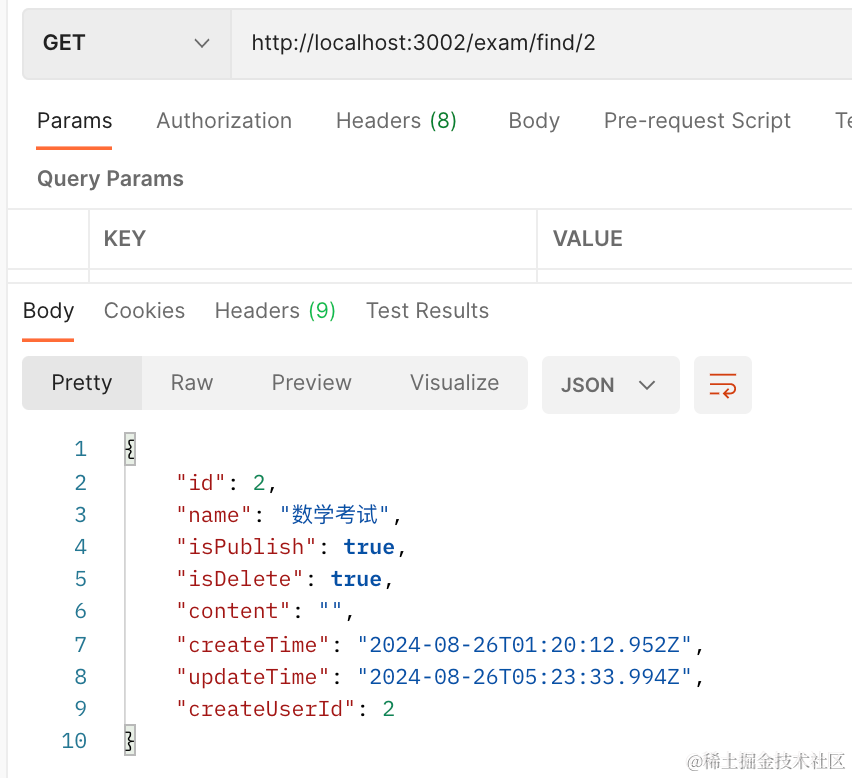 GET http://localhost:3002/exam/find/2
Params Authorization Headers (8) Body Pre-request Script Te
Query Params
KEY VALUE
Body Cookies Headers (9) Test Results
Pretty Raw Preview Visualize JSON
1 {
2 "id": 2,
3 "name": "数学考试",
4 "isPublish": true,
5 "isDelete": true,
6 "content": "",
7 "createTime": "2024-08-26T01:20:12.952Z",
8 "updateTime": "2024-08-26T05:23:33.994Z",
9 "createUserId": 2
10 }
@稀土掘金技术社区